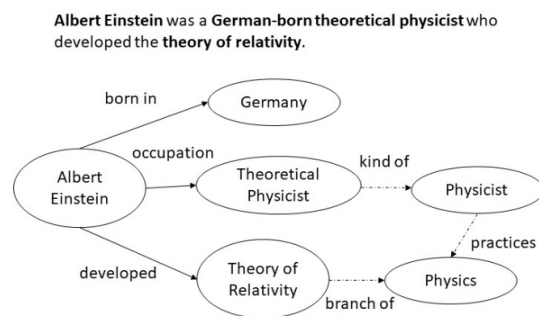 Albert Einstein was a German-born theoretical physicist who
developed the theory of relativity.
born in
Germany
occupation
kind of
Albert
Einstein
Theoretical
Physicist
Physicist
practices
developed
Theory of
Relativity
branch of
Physics